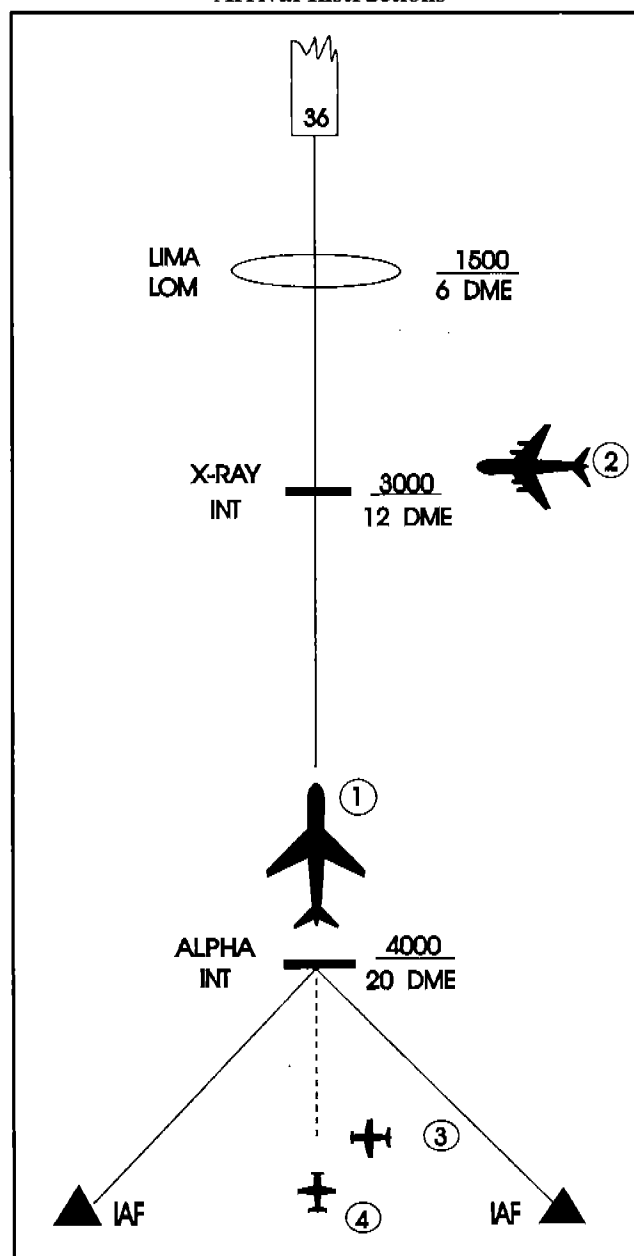 36
LIMA
LOM
1500
6 DME
2
X-RAY
INT
3000
12 DME
1
ALPHA
INT
4000
20 DME
3
IAF
4
IAF